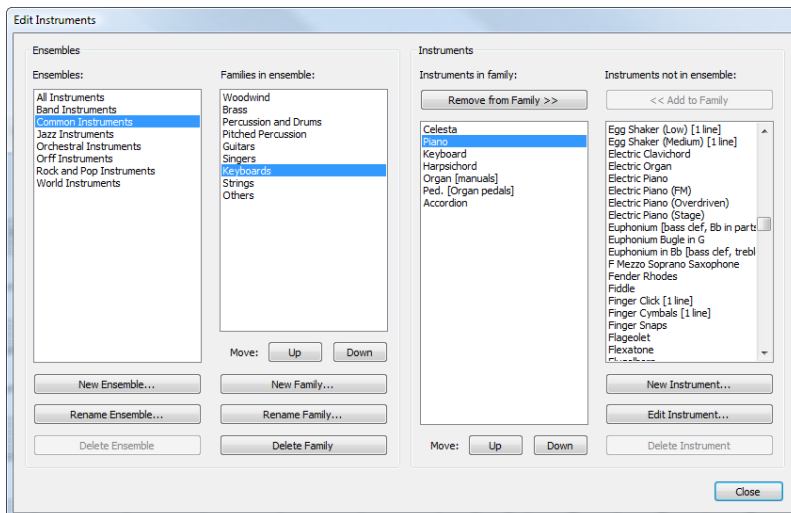 Edit Instruments
Ensembles
Ensembles:
All Instruments
Band Instruments
Common Instruments
Jazz Instruments
Orchestral Instruments
Orff Instruments
Rock and Pop Instruments
World Instruments
New Ensemble...
Rename Ensemble...
Delete Ensemble
Families in ensemble:
Woodwind
Brass
Percussion and Drums
Pitched Percussion
Guitars
Singers
Keyboards
Strings
Others
Move: Up Down
New Family...
Rename Family...
Delete Family
Instruments
Instruments in family:
Remove from Family >>
Celesta
Piano
Keyboard
Harpsichord
Organ [manuals]
Ped. [Organ pedals]
Accordion
Move: Up Down
Instruments not in ensemble:
<< Add to Family
Egg Shaker (Low) [1 line]
Egg Shaker (Medium) [1 line]
Electric Clavichord
Electric Organ
Electric Piano
Electric Piano (FM)
Electric Piano (Overdriven)
Electric Piano (Stage)
Euphonium [bass clef, Bb in parts
Euphonium Bugle in G
Euphonium in Bb [bass clef, trebl
F Mezzo Soprano Saxophone
Fender Rhodes
Fiddle
Finger Click [1 line]
Finger Cymbals [1 line]
Finger Snaps
Flageolet
Flexatone
New Instrument...
Edit Instrument...
Delete Instrument
Close